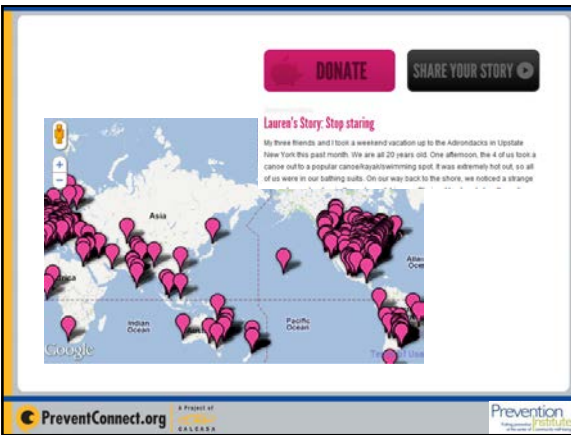 DONATE
SHARE YOUR STORY
Lauren's Story: Stop staring
My three friends and I took a weekend vacation up to the Adirondacks in Upstate
New York this past month. We are all 20 years old. One afternoon, the 4 of us took a
canoe out to a popular canoe/kayak/swimming spot. It was extremely hot out, so all
of us were in our bathing suits. On our way back to the shore, we noticed a strange
Asia
Indian
Ocean
Pacific
Ocean
Google
PreventConnect.org
A Project of
CALCASA
Prevention
Institute